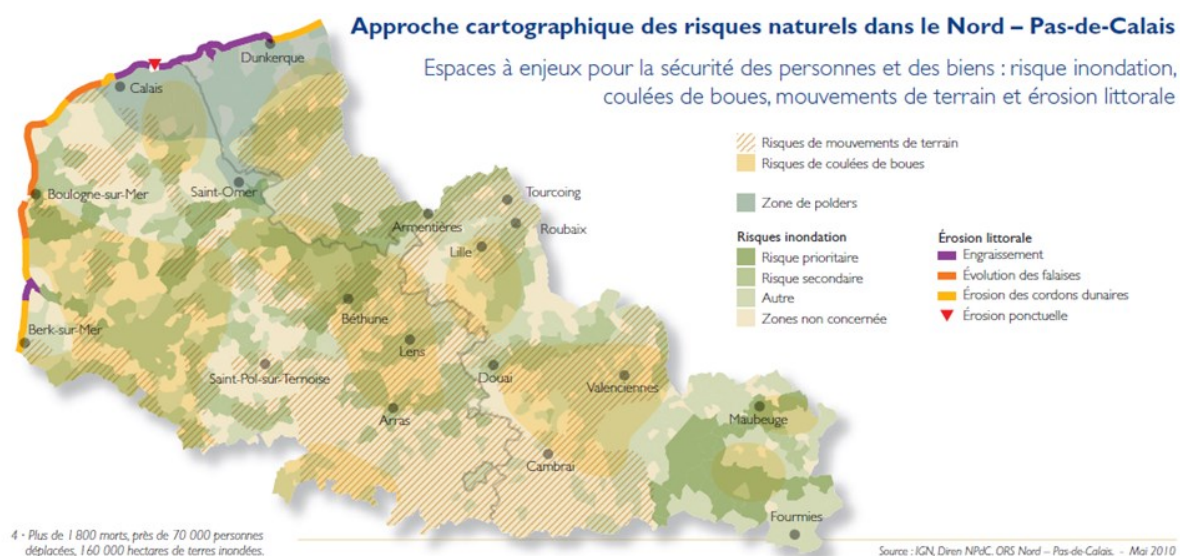 Approche cartographique des risques naturels dans le Nord – Pas-de-Calais
Espaces à enjeux pour la sécurité des personnes et des biens : risque inondation,
coulées de boues, mouvements de terrain et érosion littorale
Risques de mouvements de terrain
Risques de coulées de boues
Zone de polders
Risques inondation
Risque prioritaire
Risque secondaire
Autre
Zones non concernée
Érosion littorale
Engraissement
Évolution des falaises
Érosion des cordons dunaires
Érosion ponctuelle
Dunkerque
Calais
Boulogne-sur-Mer
Saint-Omer
Tourcoing
Armentières
Roubaix
Lille
Béthune
Berk-sur-Mer
Lens
Saint-Pol-sur-Ternoise
Douai
Valenciennes
Arras
Maubeuge
Cambrai
Fourmies
4 - Plus de 1 800 morts, près de 70 000 personnes
déplacées, 160 000 hectares de terres inondées.
Source : IGN, Diren NPdC, ORS Nord – Pas-de-Calais. - Mai 2010